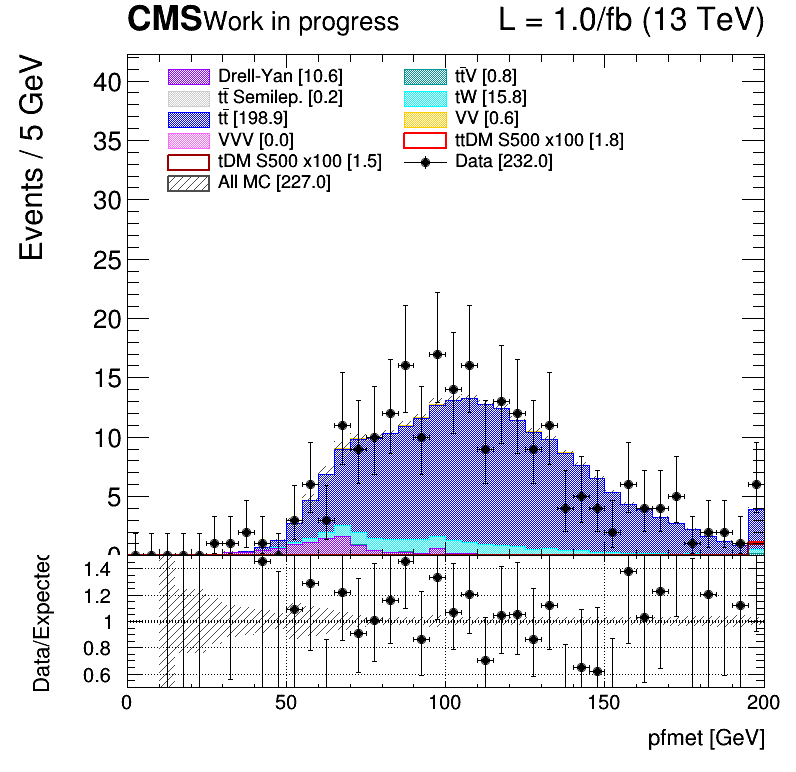 CMS Work in progress L = 1.0/fb (13 TeV)
Events / 5 GeV
40
35
30
25
20
15
10
5
0
Drell-Yan [10.6] tt̄V [0.8]
tt̄ Semilep. [0.2] tW [15.8]
tt̄ [198.9] VV [0.6]
VVV [0.0] ttDM S500 x100 [1.8]
tDM S500 x100 [1.5] Data [232.0]
All MC [227.0]
Data/Expected
1.4
1.2
1
0.8
0.6
0 50 100 150 200
pfmet [GeV]